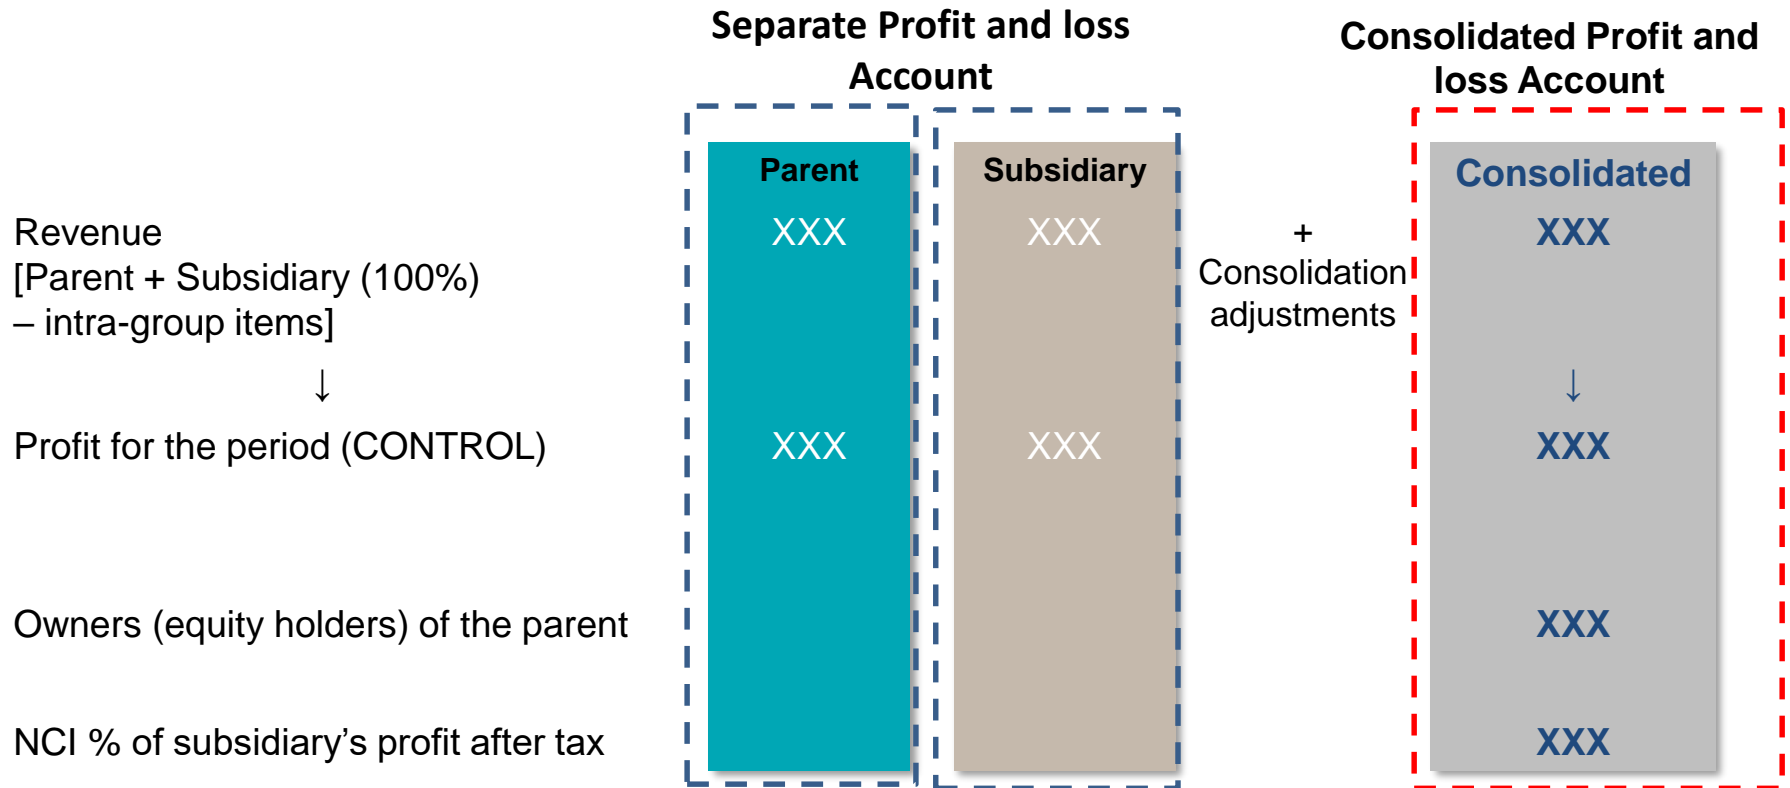 Separate Profit and loss
Account
Consolidated Profit and
loss Account
Parent
Subsidiary
Consolidated
Revenue
[Parent + Subsidiary (100%)
– intra-group items]
XXX
XXX
+
Consolidation
adjustments
XXX
↓
↓
Profit for the period (CONTROL)
XXX
XXX
XXX
Owners (equity holders) of the parent
XXX
NCI % of subsidiary’s profit after tax
XXX